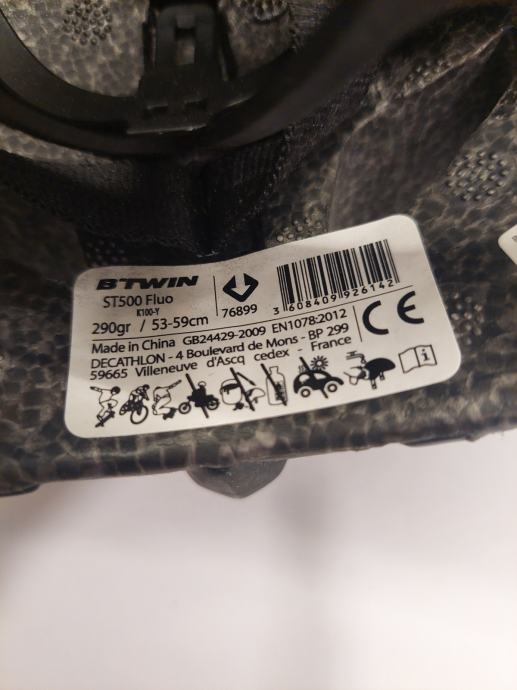 B'TWIN
ST500 Fluo
K100-Y
290gr / 53-59cm
76899
3 608409 926142
Made in China GB24429-2009 EN1078:2012
DECATHLON - 4 Boulevard de Mons - BP 299
59665 Villeneuve d'Ascq cedex - France
CE
i